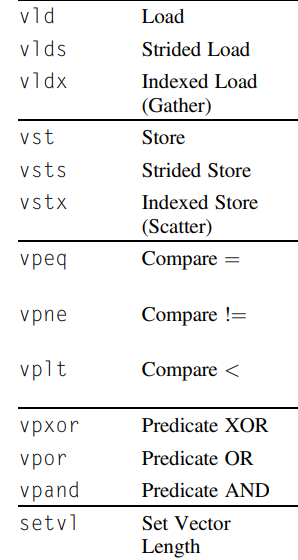 vld Load
vlds Strided Load
vldx Indexed Load
(Gather)
vst Store
vsts Strided Store
vstx Indexed Store
(Scatter)
vpeq Compare =
vpne Compare !=
vplt Compare <
vpxor Predicate XOR
vpor Predicate OR
vpand Predicate AND
setvl Set Vector
Length